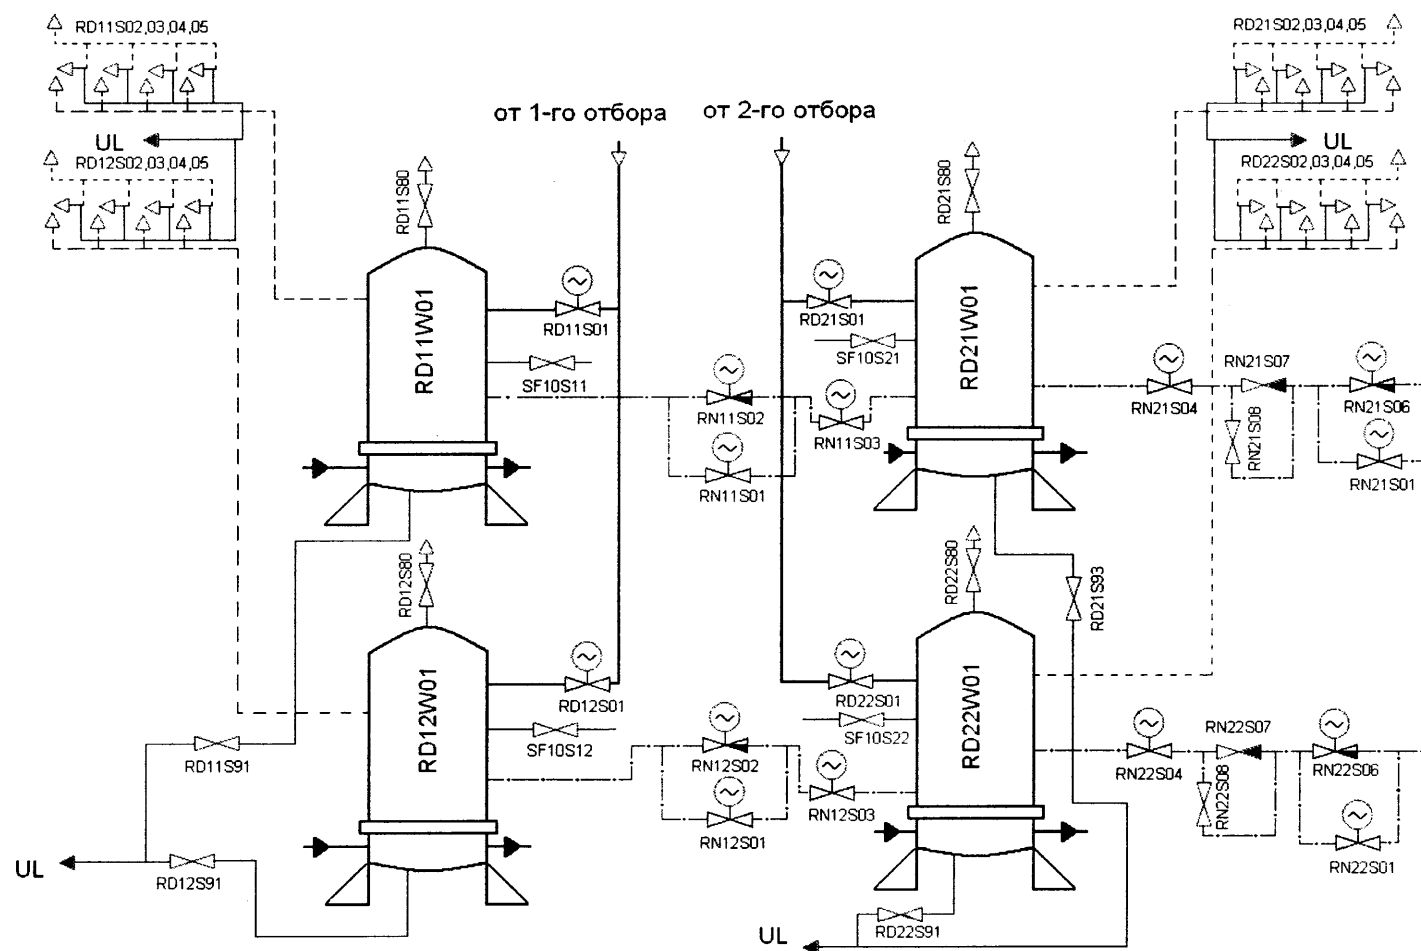 RD11S02,03,04,05
RD21S02,03,04,05
от 1-го отбора
от 2-го отбора
UL
UL
RD12S02,03,04,05
RD22S02,03,04,05
RD11S80
RD21S80
RD11W01
RD21W01
RD11S01
RD21S01
SF10S11
SF10S21
RN11S02
RN11S03
RN11S01
RN21S04
RN21S07
RN21S06
RN21S08
RN21S01
RD12S80
RD22S80
RD21S93
RD12W01
RD22W01
RD12S01
RD22S01
SF10S12
SF10S22
RD11S91
RN12S02
RN12S03
RN12S01
RN22S04
RN22S07
RN22S06
RN22S08
RN22S01
UL
RD12S91
RD22S91
UL